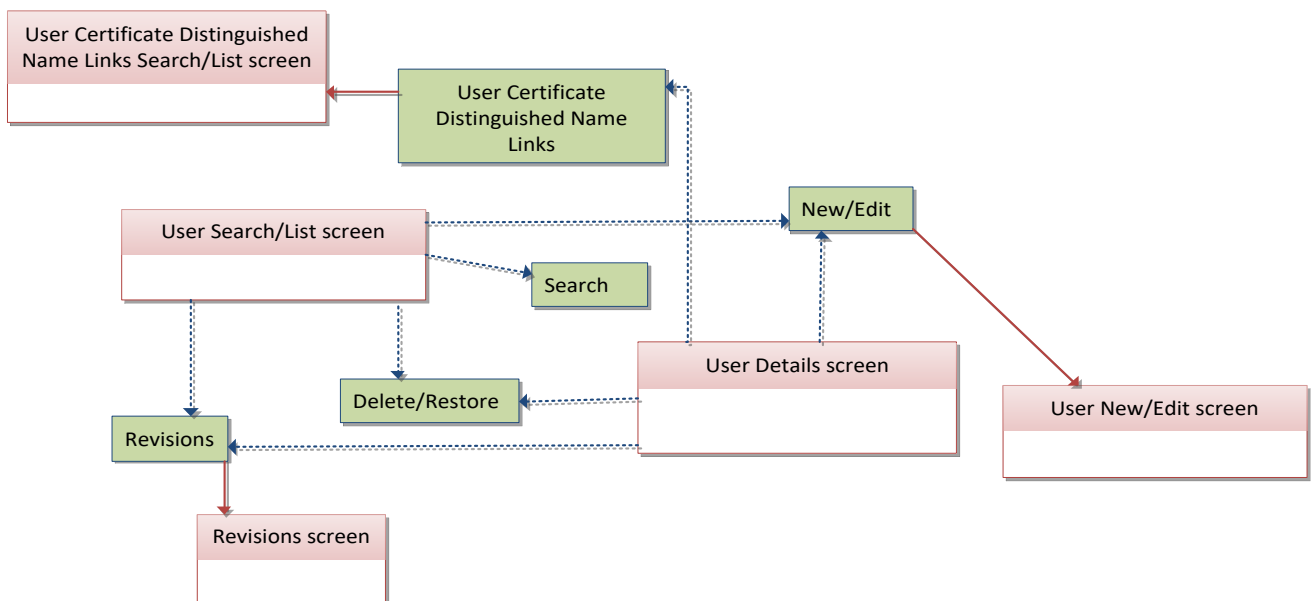 User Certificate Distinguished
Name Links Search/List screen
User Certificate
Distinguished Name
Links
New/Edit
User Search/List screen
Search
User Details screen
Delete/Restore
User New/Edit screen
Revisions
Revisions screen